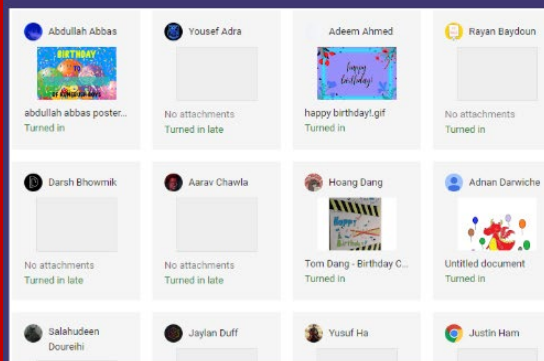 Abdullah Abbas
Yousef Adra
Adeem Ahmed
Rayan Baydoun
BIRTHDAY
TO
happy
birthday!
abdullah abbas poster...
No attachments
happy birthday!.gif
No attachments
Turned in
Turned in late
Turned in
Turned in
Darsh Bhowmik
Aarav Chawla
Hoang Dang
Adnan Darwiche
Happy
Birthday
No attachments
No attachments
Tom Dang - Birthday C...
Untitled document
Turned in late
Turned in late
Turned in
Turned in
Salahudeen
Doureihi
Jaylan Duff
Yusuf Ha
Justin Ham